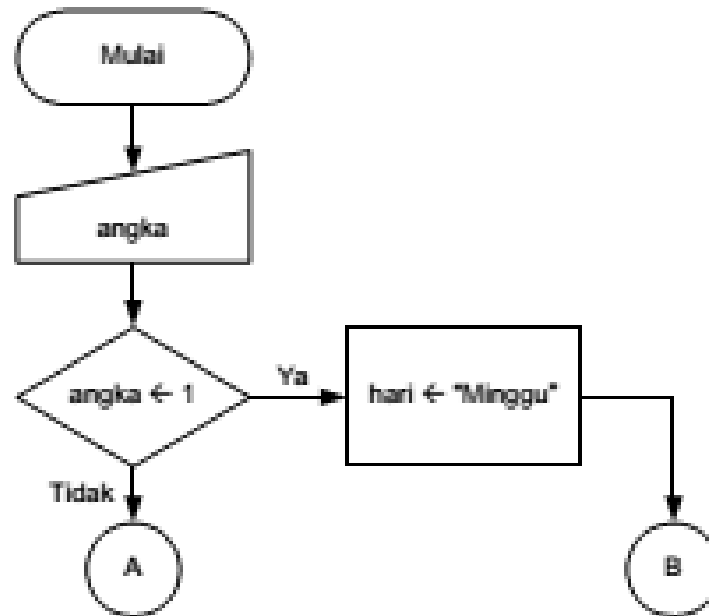 Mulai
angka
angka ← 1
Ya
hari ← "Minggu"
Tidak
A
B